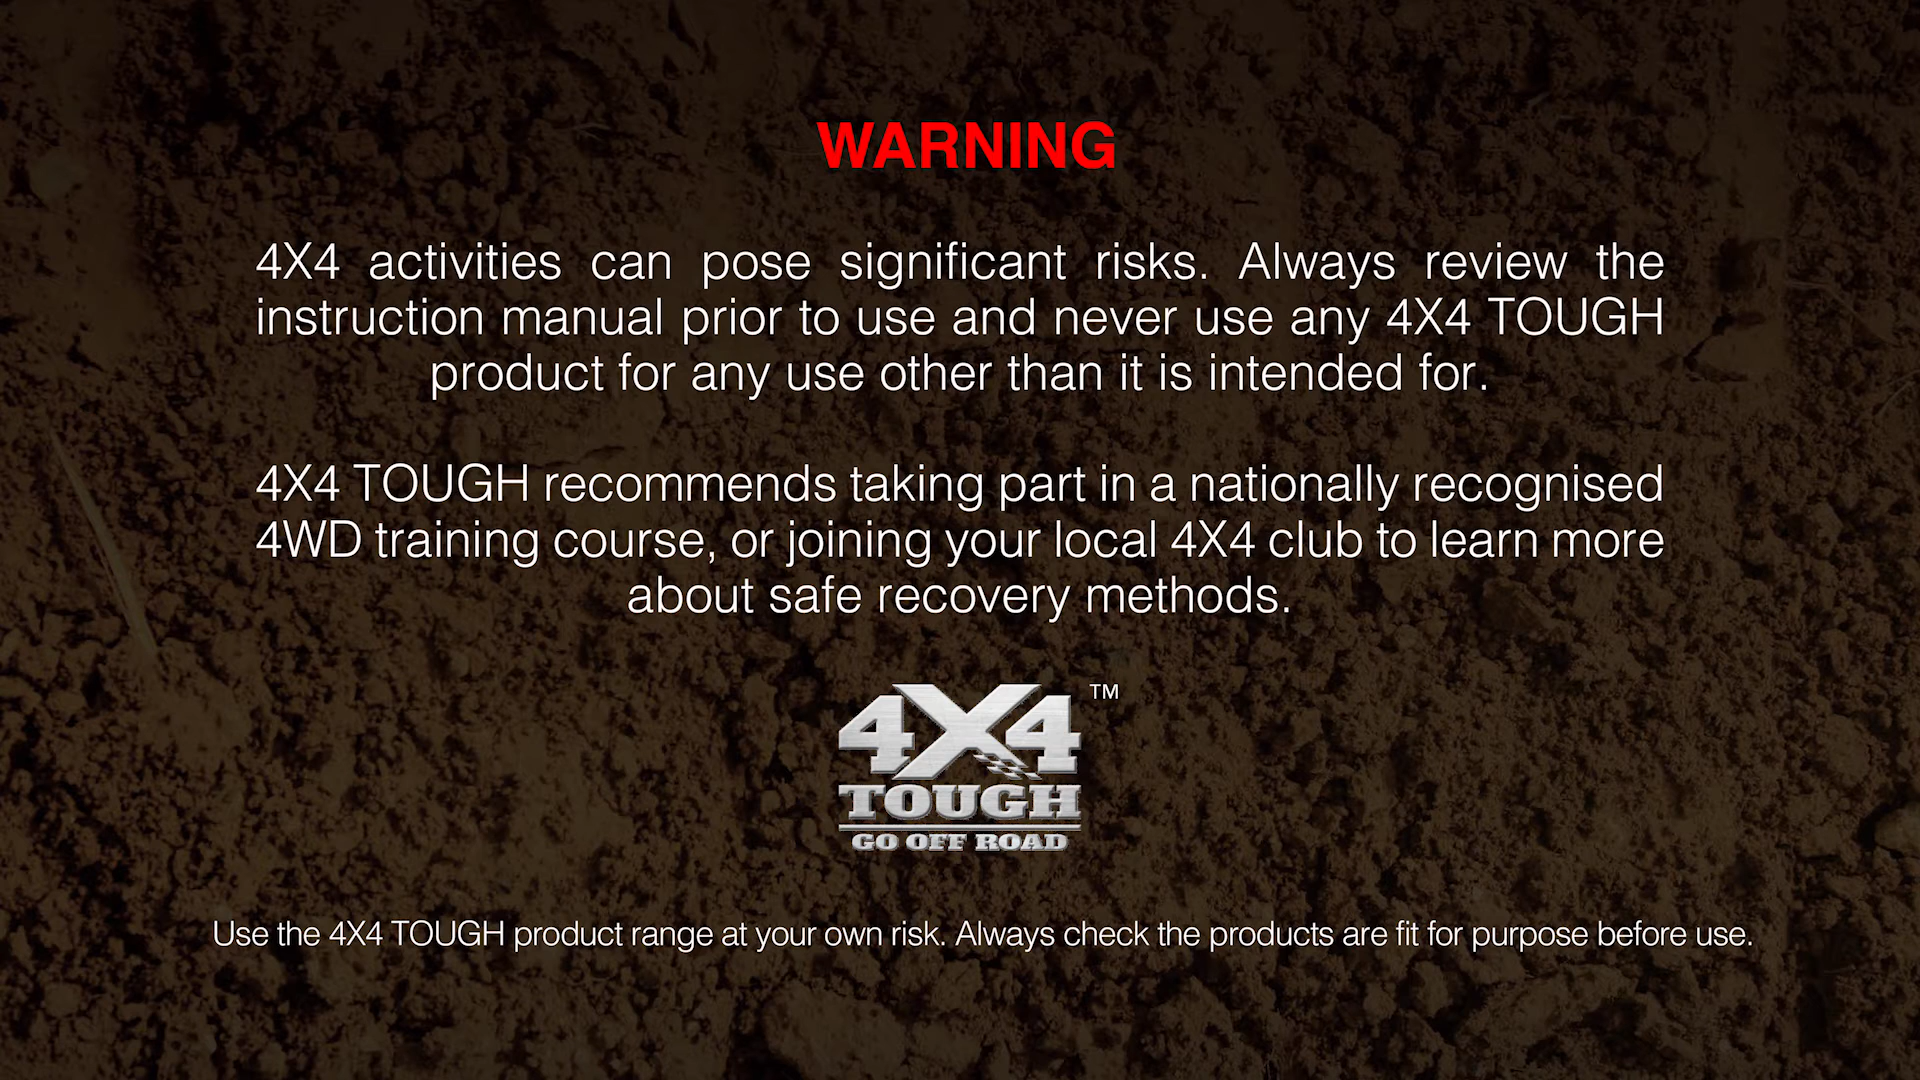 WARNING
4X4 activities can pose significant risks. Always review the
instruction manual prior to use and never use any 4X4 TOUGH
product for any use other than it is intended for.
4X4 TOUGH recommends taking part in a nationally recognised
4WD training course, or joining your local 4X4 club to learn more
about safe recovery methods.
4X4 TM
TOUGH
GO OFF ROAD
Use the 4X4 TOUGH product range at your own risk. Always check the products are fit for purpose before use.